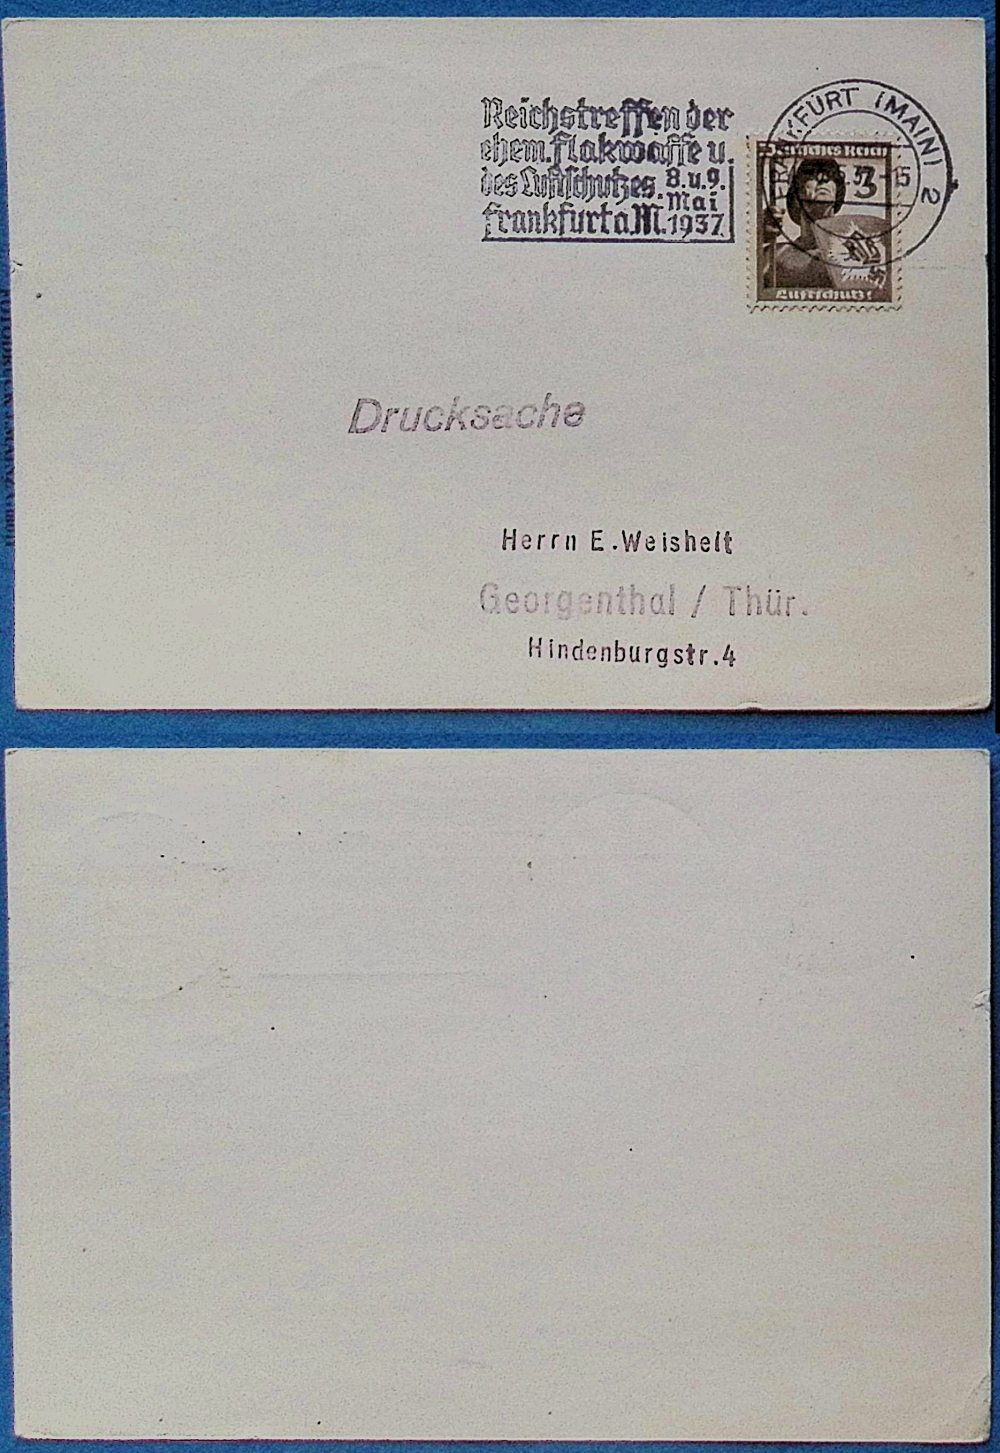 Reichstreffen der
ehem. Flakwaffe u.
des Luftschutzes. 8. u. 9.
Mai
Frankfurt a M. 1937
FRANKFURT (MAIN) 2
Deutsches Reich
3
Luftschutz!
Drucksache
Herrn E.Weisheit
Georgenthal / Thür.
Hindenburgstr.4